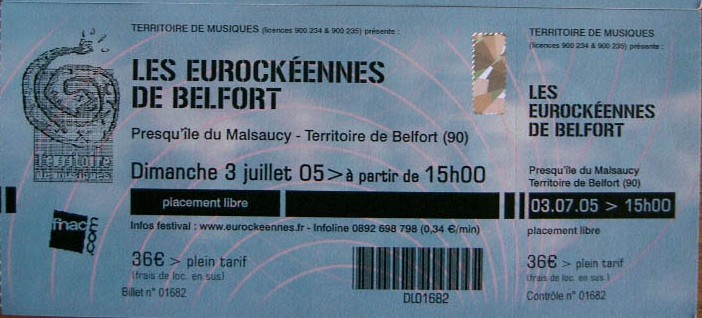 TERRITOIRE DE MUSIQUES (licences 900 234 & 900 235) présente :
LES EUROCKÉENNES
DE BELFORT
Presqu'île du Malsaucy - Territoire de Belfort (90)
Dimanche 3 juillet 05 > à partir de 15h00
placement libre
Infos festival : www.eurockeennes.fr - Infoline 0892 698 798 (0,34 €/min)
36€ > plein tarif
(frais de loc. en sus)
Billet n° 01682
DL01682
Territoire
de musiques
fnac.com
TERRITOIRE DE MUSIQUES
(licences 900 234 & 900 235) présente :
LES
EUROCKÉENNES
DE BELFORT
Presqu'île du Malsaucy
Territoire de Belfort (90)
03.07.05 > 15h00
placement libre
36€ > plein tarif
(frais de loc. en sus)
Contrôle n° 01682